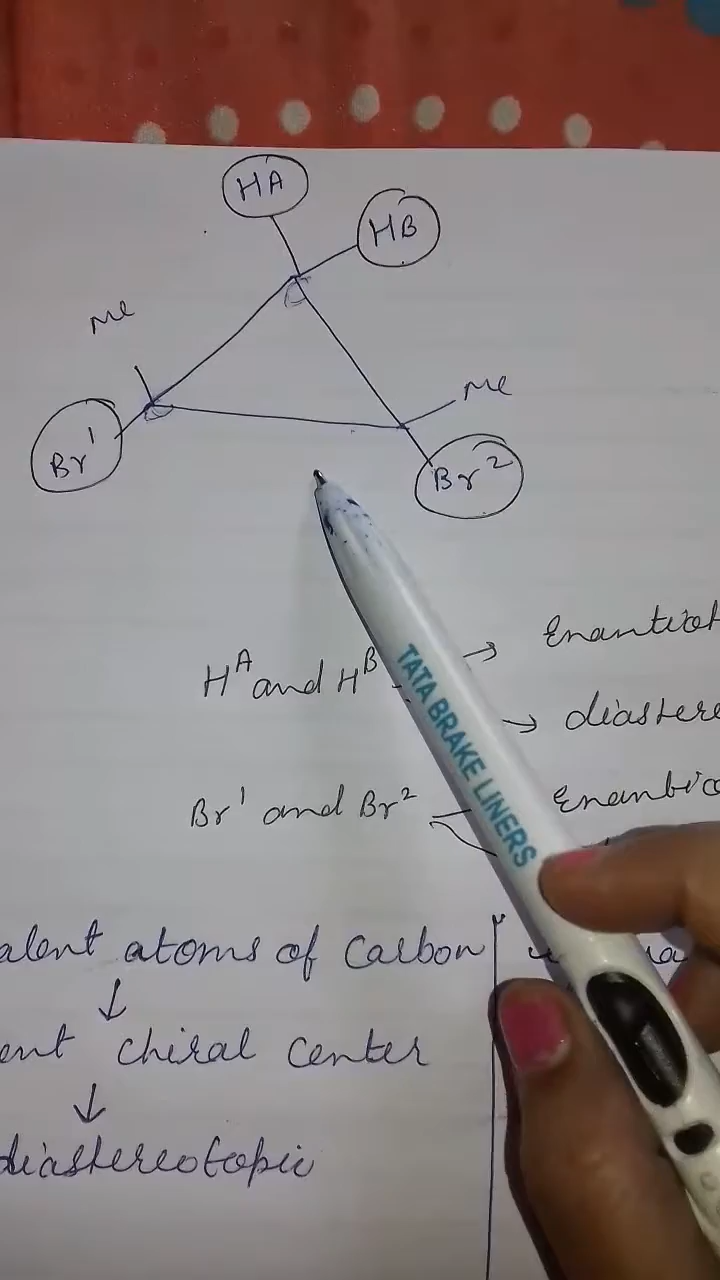 HA
HB
Me
Me
Br¹
Br²
Hᴬ and Hᴮ → Enantiot
→ diastere
Br¹ and Br² Enantio
TATA BRAKE LINERS
alent atoms of Carbon
ent chiral center
diastereotopic